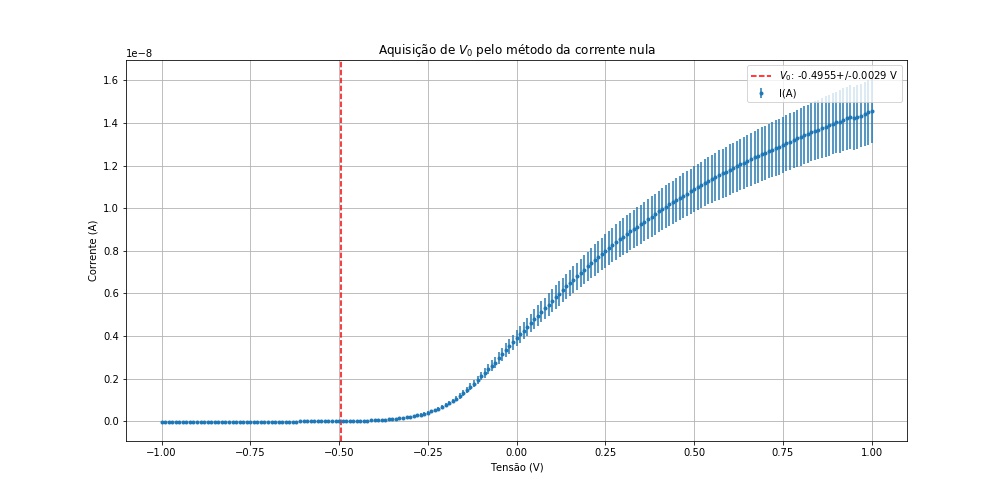 Aquisição de V₀ pelo método da corrente nula
1e−8
V₀: -0.4955+/-0.0029 V
I(A)
1.6
1.4
1.2
1.0
0.8
0.6
0.4
0.2
0.0
Corrente (A)
−1.00 −0.75 −0.50 −0.25 0.00 0.25 0.50 0.75 1.00
Tensão (V)